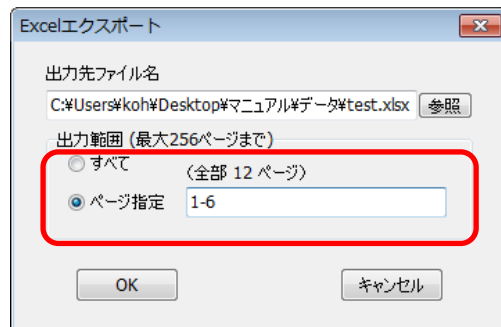 Excelエクスポート
出力先ファイル名
C:¥Users¥koh¥Desktop¥マニュアル¥データ¥test.xlsx 参照
出力範囲 (最大256ページまで)
すべて (全部 12 ページ)
ページ指定 1-6
OK キャンセル